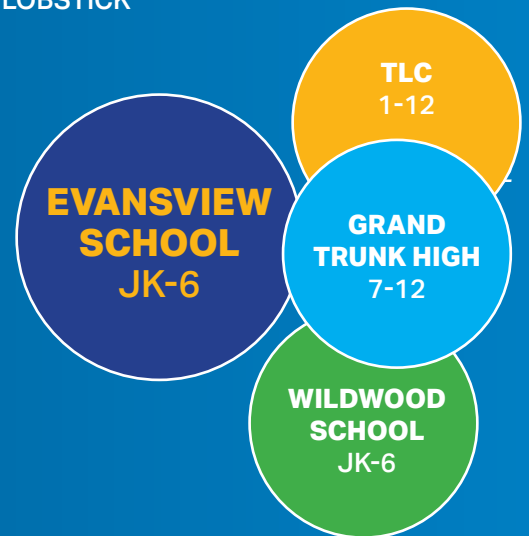 LOBSTICK
TLC
1-12
EVANSVIEW
SCHOOL
JK-6
GRAND
TRUNK HIGH
7-12
WILDWOOD
SCHOOL
JK-6